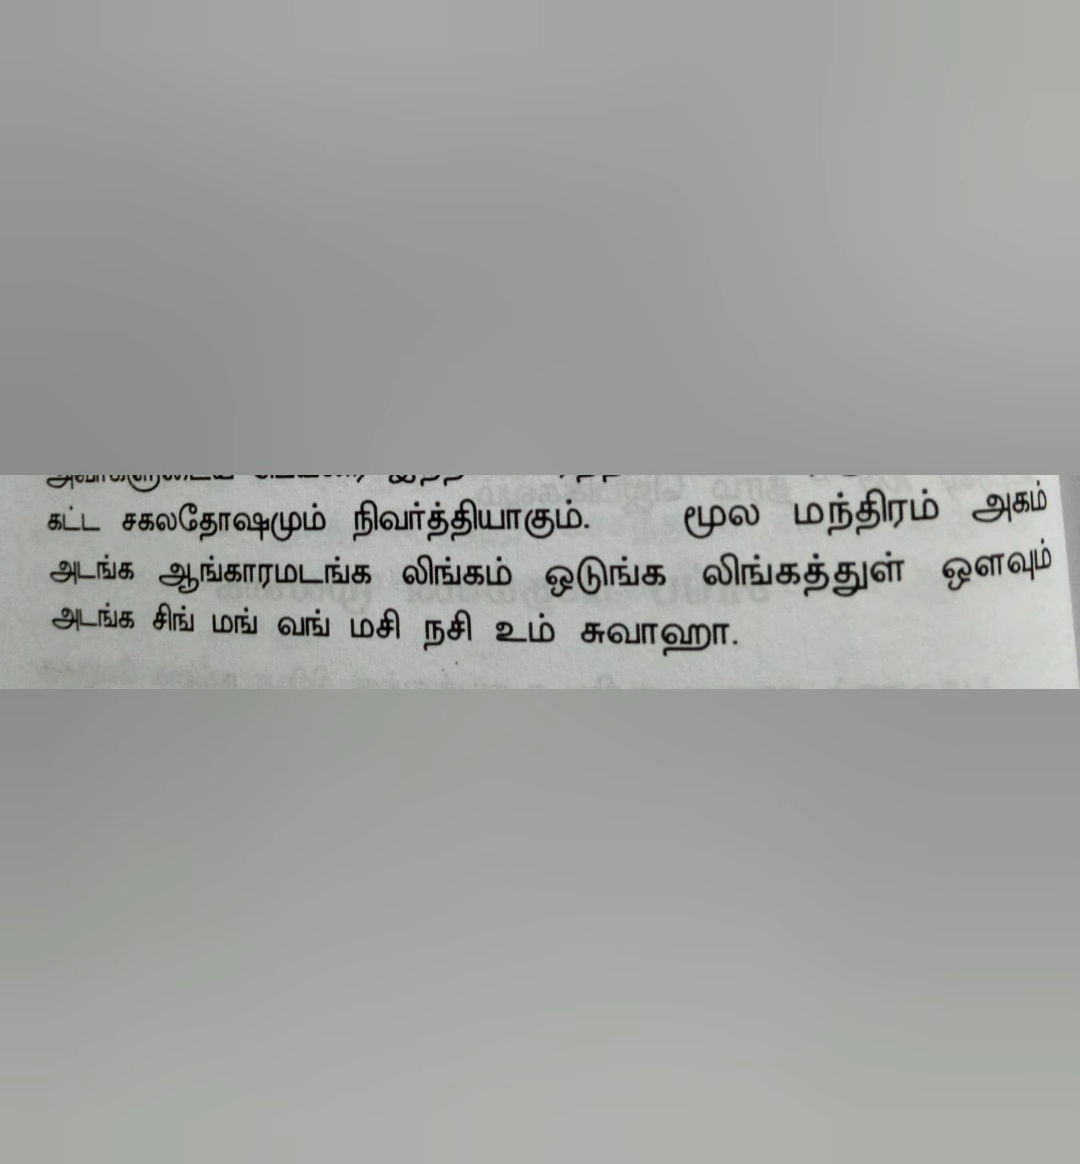 கட்ட சகலதோஷமும் நிவர்த்தியாகும். மூல மந்திரம் அகம்
அடங்க ஆங்காரமடங்க லிங்கம் ஒடுங்க லிங்கத்துள் ஒளவும்
அடங்க சிங் மங் வங் மசி நசி உம் சுவாஹா.